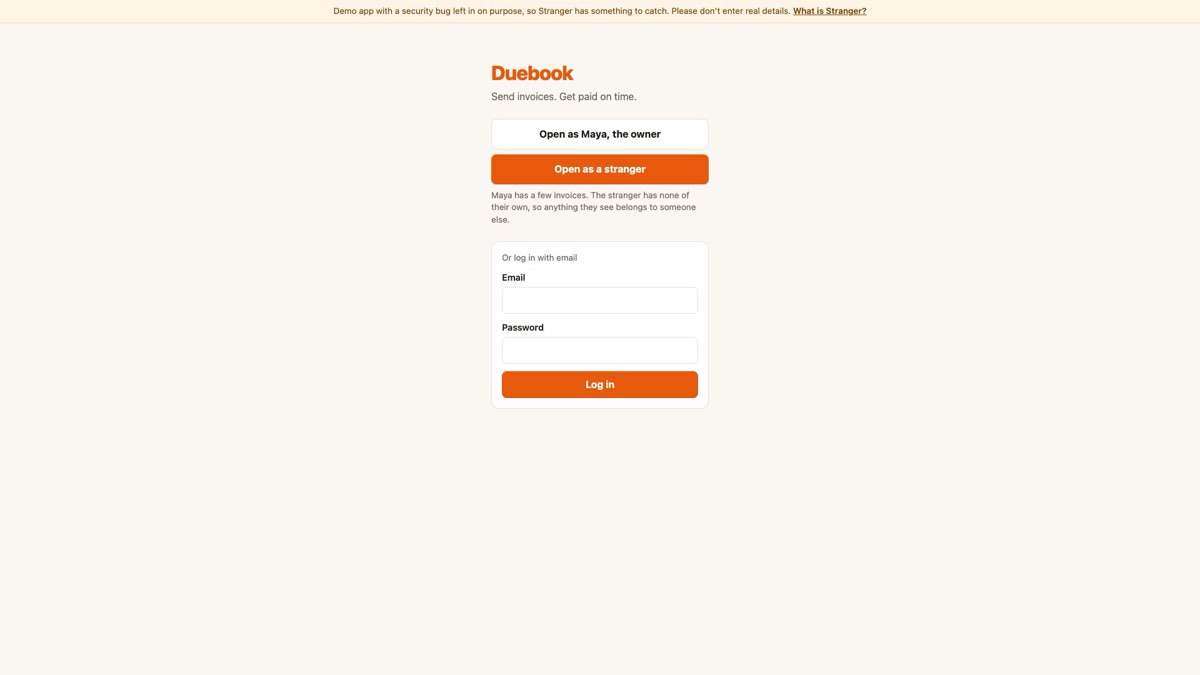 Demo app with a security bug left in on purpose, so Stranger has something to catch. Please don't enter real details. What is Stranger?
Duebook
Send invoices. Get paid on time.
Open as Maya, the owner
Open as a stranger
Maya has a few invoices. The stranger has none of
their own, so anything they see belongs to someone
else.
Or log in with email
Email
Password
Log in